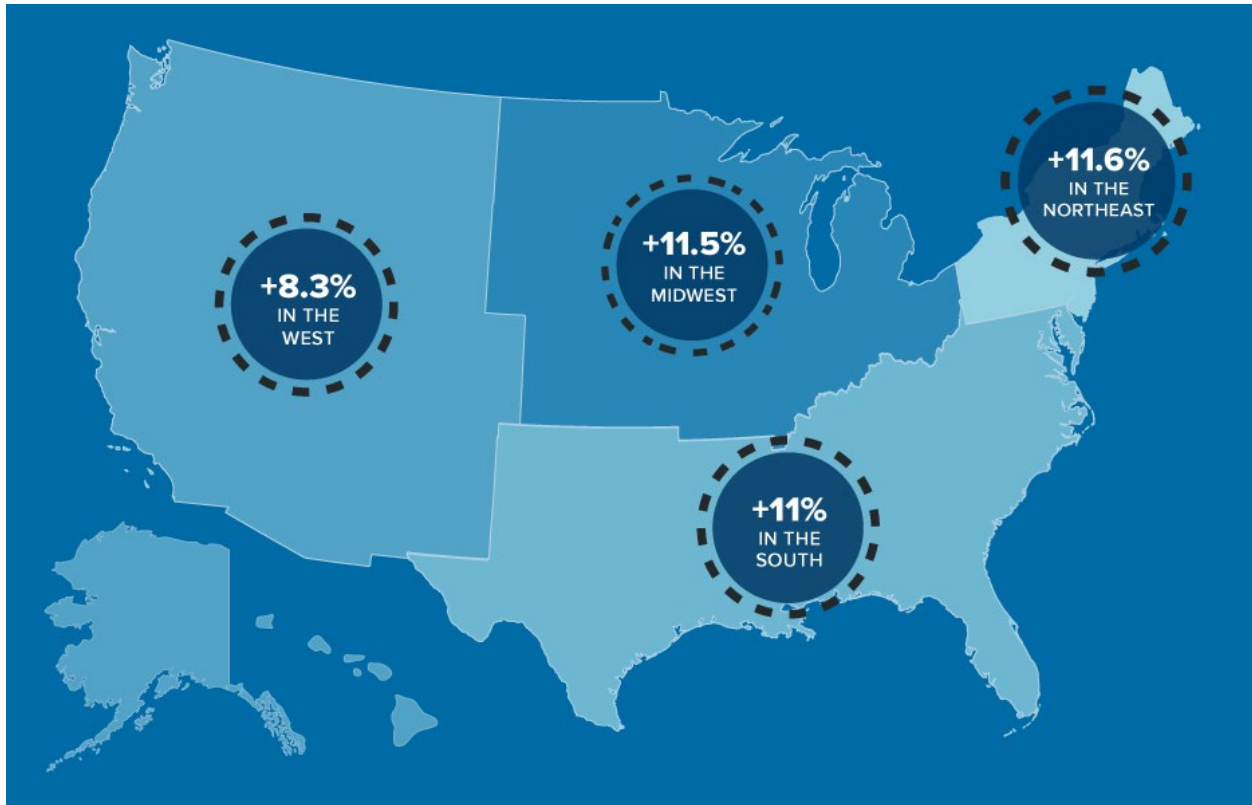 +11.6%
IN THE
NORTHEAST
+11.5%
IN THE
MIDWEST
+8.3%
IN THE
WEST
+11%
IN THE
SOUTH